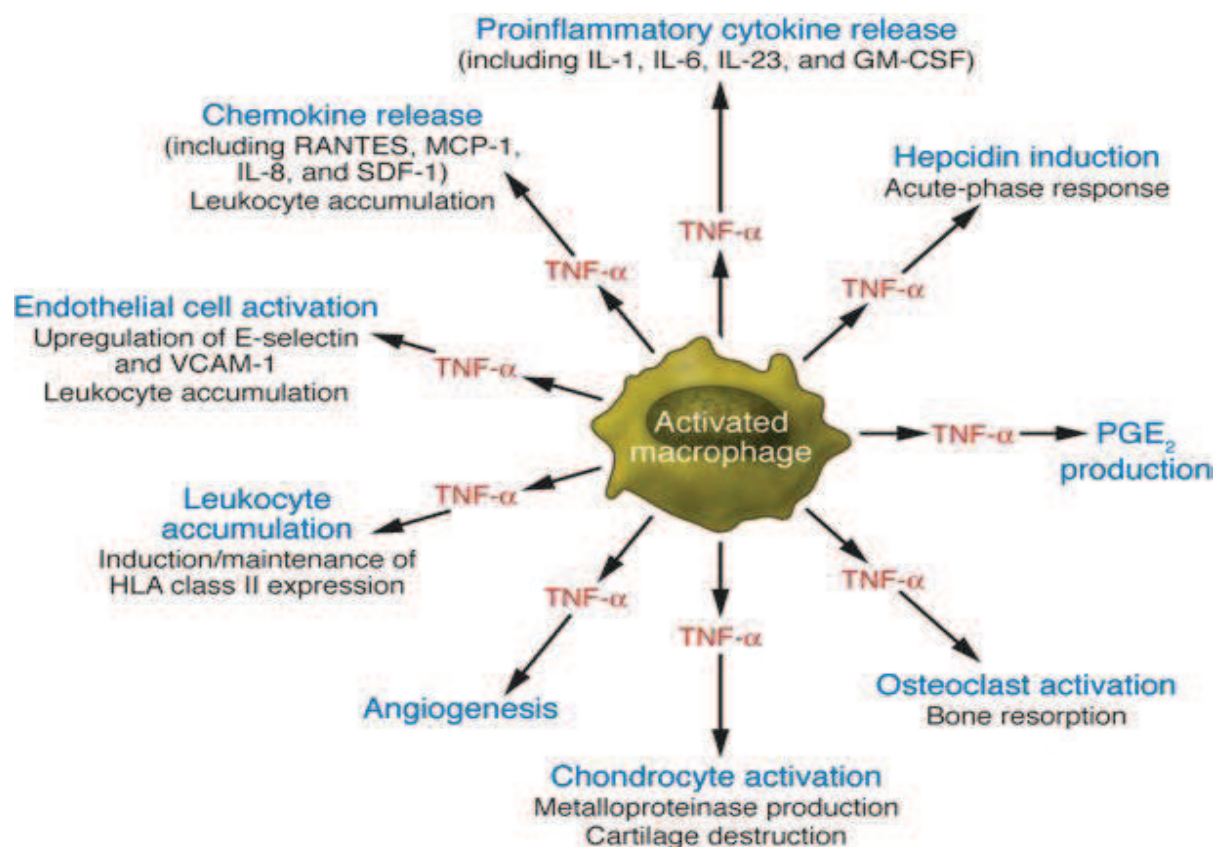 Proinflammatory cytokine release
(including IL-1, IL-6, IL-23, and GM-CSF)
Chemokine release
(including RANTES, MCP-1,
IL-8, and SDF-1)
Leukocyte accumulation
Hepcidin induction
Acute-phase response
TNF-α
TNF-α
TNF-α
Endothelial cell activation
Upregulation of E-selectin
and VCAM-1
Leukocyte accumulation
TNF-α
Activated
macrophage
TNF-α
PGE₂
production
Leukocyte
accumulation
Induction/maintenance of
HLA class II expression
TNF-α
TNF-α
TNF-α
TNF-α
Angiogenesis
Osteoclast activation
Bone resorption
Chondrocyte activation
Metalloproteinase production
Cartilage destruction